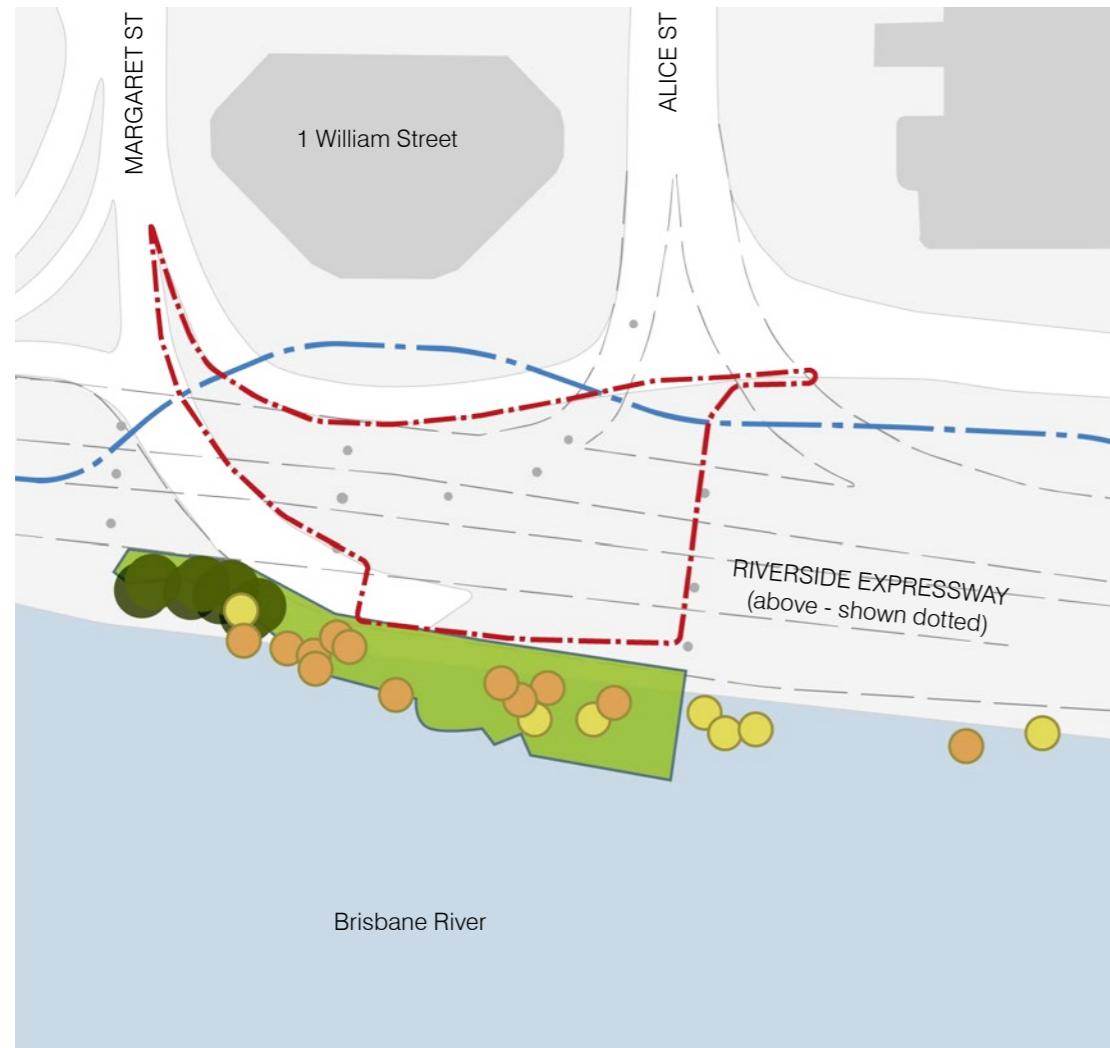 MARGARET ST
1 William Street
ALICE ST
RIVERSIDE EXPRESSWAY
(above - shown dotted)
Brisbane River